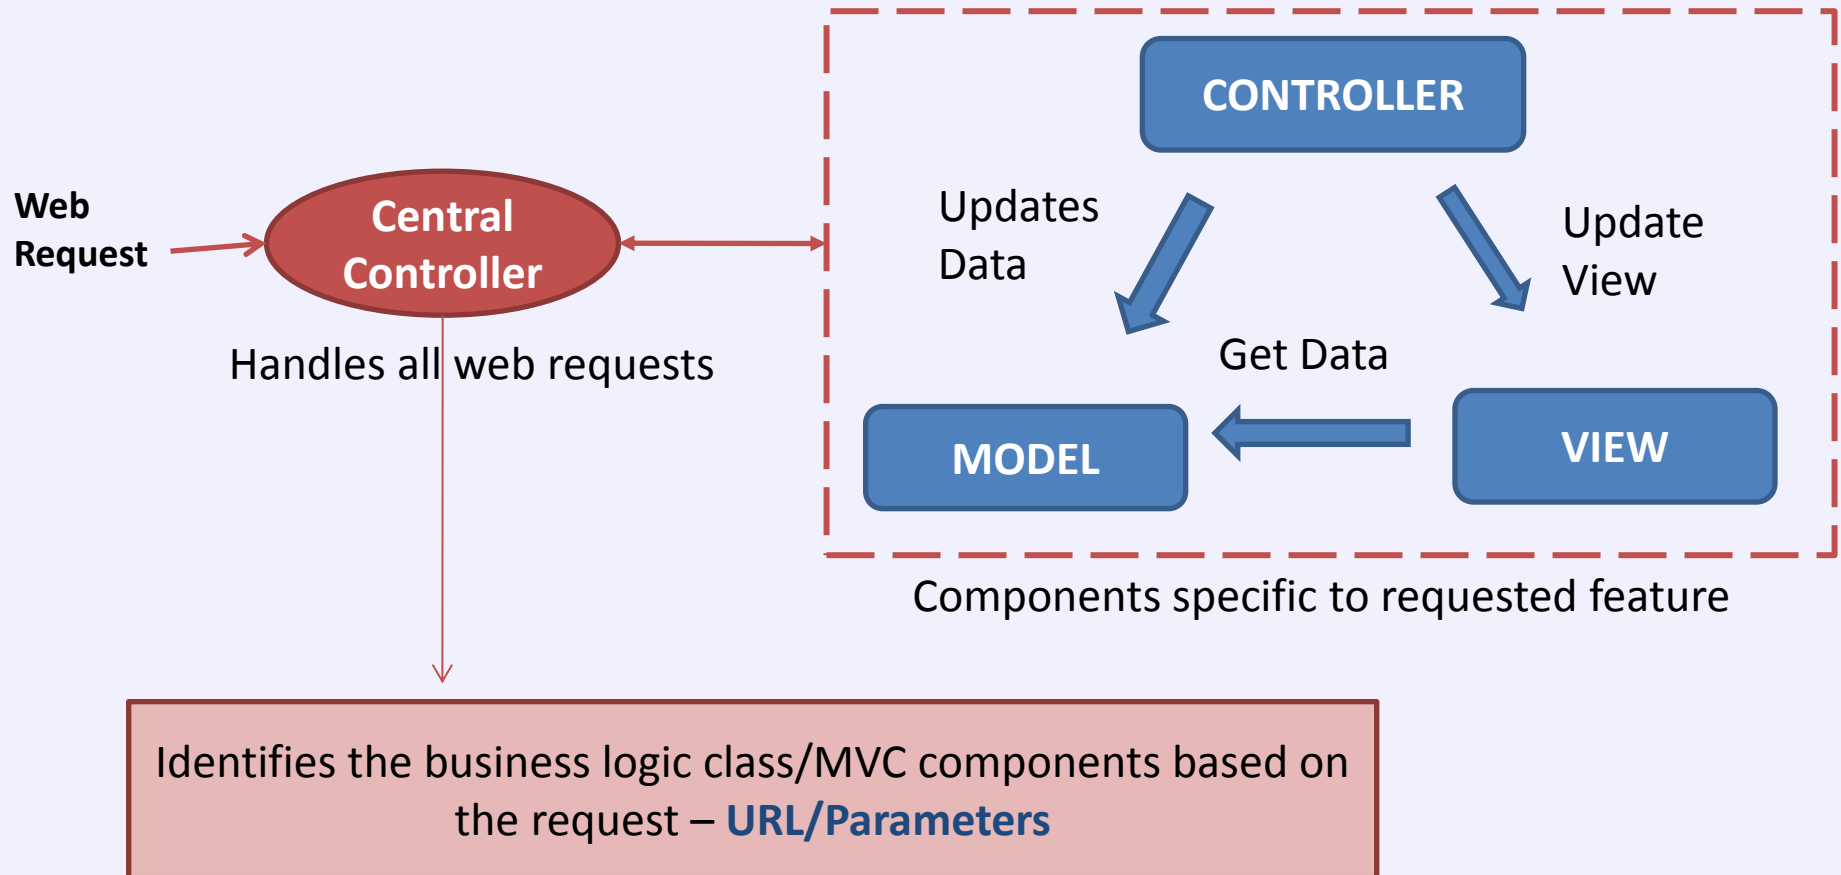 Web
Request
Central
Controller
Handles all web requests
CONTROLLER
Updates
Data
Update
View
Get Data
MODEL
VIEW
Components specific to requested feature
Identifies the business logic class/MVC components based on
the request – URL/Parameters